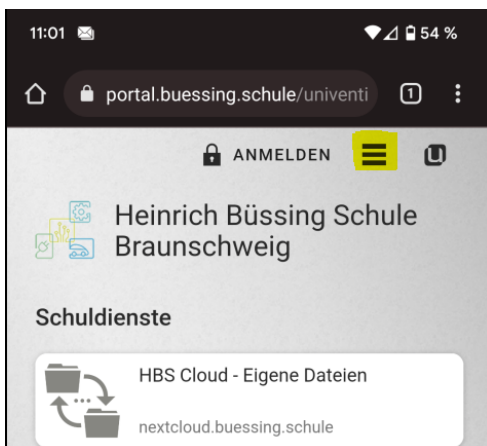 11:01 54 %
portal.buessing.schule/univenti 1
ANMELDEN
Heinrich Büssing Schule
Braunschweig
Schuldienste
HBS Cloud - Eigene Dateien
nextcloud.buessing.schule